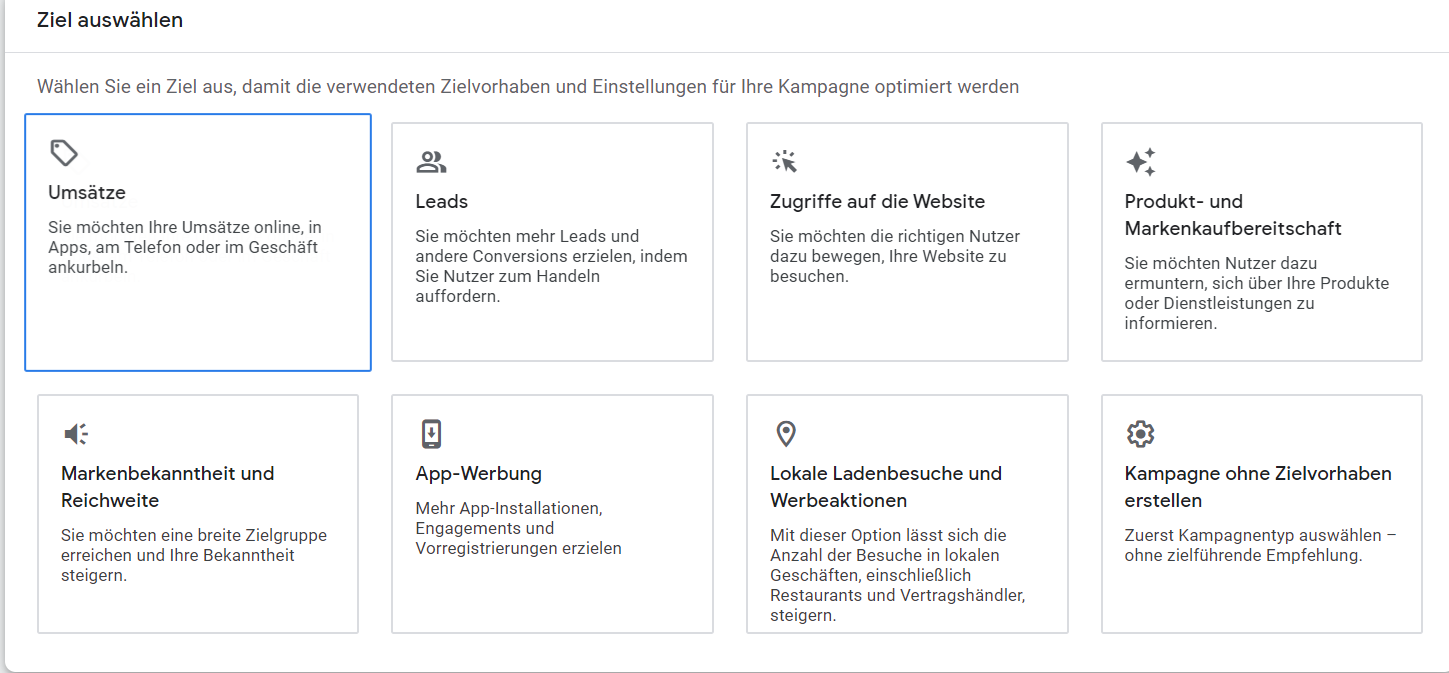 Ziel auswählen
Wählen Sie ein Ziel aus, damit die verwendeten Zielvorhaben und Einstellungen für Ihre Kampagne optimiert werden
Umsätze
Sie möchten Ihre Umsätze online, in
Apps, am Telefon oder im Geschäft
ankurbeln.
Leads
Sie möchten mehr Leads und
andere Conversions erzielen, indem
Sie Nutzer zum Handeln
auffordern.
Zugriffe auf die Website
Sie möchten die richtigen Nutzer
dazu bewegen, Ihre Website zu
besuchen.
Produkt- und
Markenkaufbereitschaft
Sie möchten Nutzer dazu
ermuntern, sich über Ihre Produkte
oder Dienstleistungen zu
informieren.
Markenbekanntheit und
Reichweite
Sie möchten eine breite Zielgruppe
erreichen und Ihre Bekanntheit
steigern.
App-Werbung
Mehr App-Installationen,
Engagements und
Vorregistrierungen erzielen
Lokale Ladenbesuche und
Werbeaktionen
Mit dieser Option lässt sich die
Anzahl der Besuche in lokalen
Geschäften, einschließlich
Restaurants und Vertragshändler,
steigern.
Kampagne ohne Zielvorhaben
erstellen
Zuerst Kampagnentyp auswählen –
ohne zielführende Empfehlung.